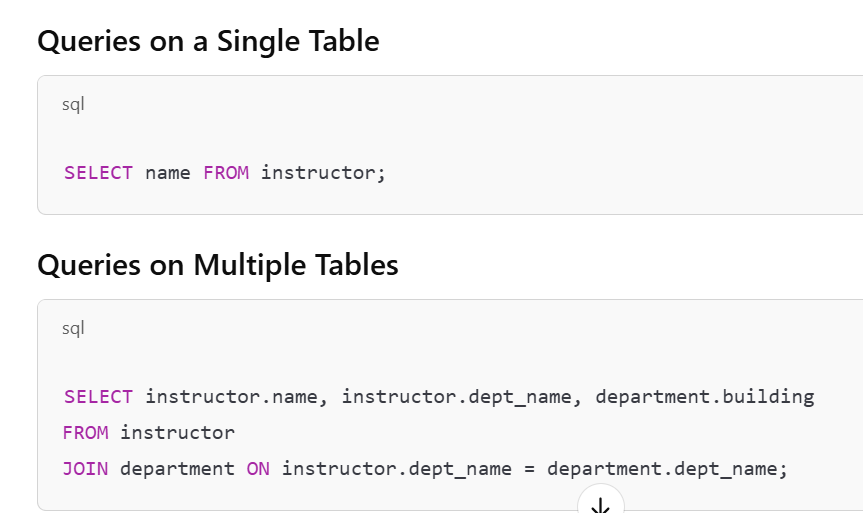 Queries on a Single Table
sql
SELECT name FROM instructor;
Queries on Multiple Tables
sql
SELECT instructor.name, instructor.dept_name, department.building
FROM instructor
JOIN department ON instructor.dept_name = department.dept_name;